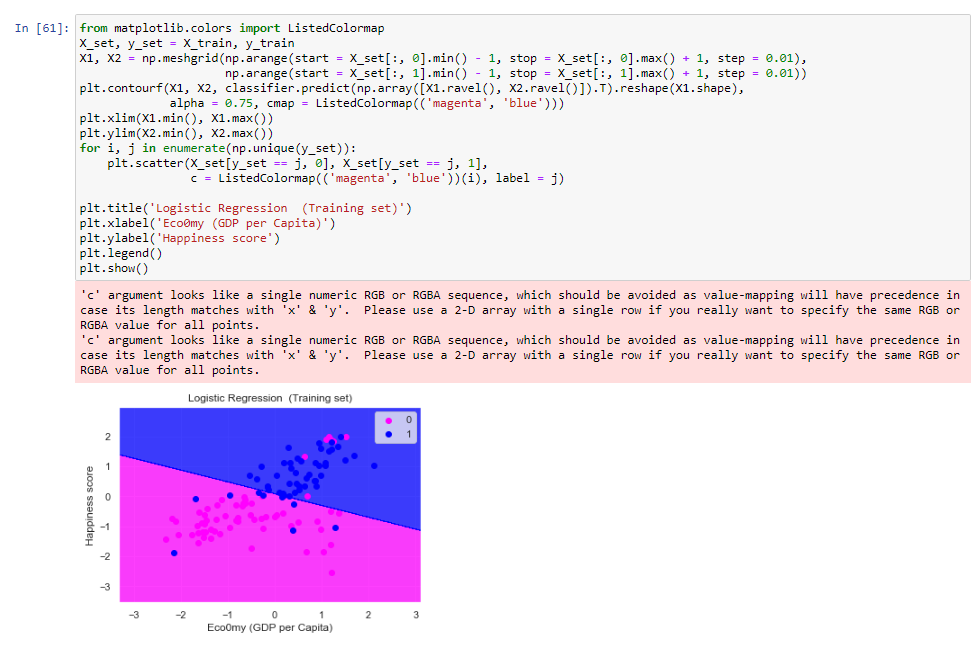 In [61]: from matplotlib.colors import ListedColormap
X_set, y_set = X_train, y_train
X1, X2 = np.meshgrid(np.arange(start = X_set[:, 0].min() - 1, stop = X_set[:, 0].max() + 1, step = 0.01),
np.arange(start = X_set[:, 1].min() - 1, stop = X_set[:, 1].max() + 1, step = 0.01))
plt.contourf(X1, X2, classifier.predict(np.array([X1.ravel(), X2.ravel()]).T).reshape(X1.shape),
alpha = 0.75, cmap = ListedColormap(('magenta', 'blue')))
plt.xlim(X1.min(), X1.max())
plt.ylim(X2.min(), X2.max())
for i, j in enumerate(np.unique(y_set)):
plt.scatter(X_set[y_set == j, 0], X_set[y_set == j, 1],
c = ListedColormap(('magenta', 'blue'))(i), label = j)
plt.title('Logistic Regression  (Training set)')
plt.xlabel('Eco0my (GDP per Capita)')
plt.ylabel('Happiness score')
plt.legend()
plt.show()
'c' argument looks like a single numeric RGB or RGBA sequence, which should be avoided as value-mapping will have precedence in
case its length matches with 'x' & 'y'.  Please use a 2-D array with a single row if you really want to specify the same RGB or
RGBA value for all points.
'c' argument looks like a single numeric RGB or RGBA sequence, which should be avoided as value-mapping will have precedence in
case its length matches with 'x' & 'y'.  Please use a 2-D array with a single row if you really want to specify the same RGB or
RGBA value for all points.
Logistic Regression  (Training set)
0
1
Happiness score
2
1
0
−1
−2
−3
−3 −2 −1 0 1 2 3
Eco0my (GDP per Capita)